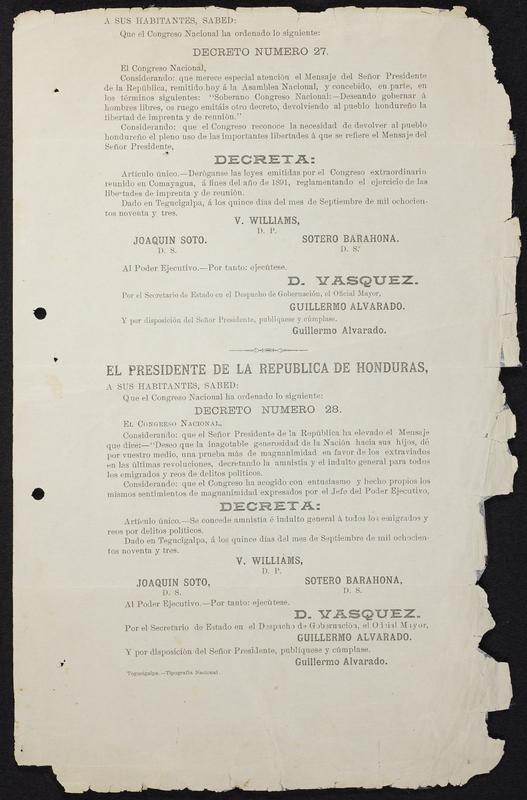 A SUS HABITANTES, SABED:
Que el Congreso Nacional ha ordenado lo siguiente:
DECRETO NUMERO 27.
El Congreso Nacional,
Considerando: que merece especial atención el Mensaje del Señor Presidente
de la República, remitido hoy á la Asamblea Nacional, y concebido, en parte, en
los términos siguientes: "Soberano Congreso Nacional:—Deseando gobernar á
hombres libres, os ruego emitáis otro decreto, devolviendo al pueblo hondureño la
libertad de imprenta y de reunión."
Considerando: que el Congreso reconoce la necesidad de devolver al pueblo
hondureño el pleno uso de las importantes libertades á que se refiere el Mensaje del
Señor Presidente,
DECRETA:
Artículo único.—Deróganse las leyes emitidas por el Congreso extraordinario
reunido en Comayagua, á fines del año de 1891, reglamentando el ejercicio de las
libertades de imprenta y de reunión.
Dado en Tegucigalpa, á los quince días del mes de Septiembre de mil ochocien-
tos noventa y tres.
V. WILLIAMS,
D. P.
JOAQUIN SOTO. SOTERO BARAHONA.
D. S. D. S.
Al Poder Ejecutivo.—Por tanto: ejecútese.
D. VASQUEZ.
Por el Secretario de Estado en el Despacho de Gobernación, el Oficial Mayor,
GUILLERMO ALVARADO.
Y por disposición del Señor Presidente, publíquese y cúmplase.
Guillermo Alvarado.
EL PRESIDENTE DE LA REPUBLICA DE HONDURAS,
A SUS HABITANTES, SABED:
Que el Congreso Nacional ha ordenado lo siguiente:
DECRETO NUMERO 28.
EL CONGRESO NACIONAL,
Considerando: que el Señor Presidente de la República ha elevado el Mensaje
que dice:—"Deseo que la inagotable generosidad de la Nación hacia sus hijos, dé
por vuestro medio, una prueba más de magnanimidad en favor de los extraviados
en las últimas revoluciones, decretando la amnistía y el indulto general para todos
los emigrados y reos de delitos políticos.
Considerando: que el Congreso ha acogido con entusiasmo y hecho propios los
mismos sentimientos de magnanimidad expresados por el Jefe del Poder Ejecutivo,
DECRETA:
Artículo único.—Se concede amnistía é indulto general á todos los emigrados y
reos por delitos políticos.
Dado en Tegucigalpa, á los quince días del mes de Septiembre de mil ochocien-
tos noventa y tres.
V. WILLIAMS,
D. P.
JOAQUIN SOTO, SOTERO BARAHONA,
D. S. D. S.
Al Poder Ejecutivo.—Por tanto: ejecútese.
D. VASQUEZ.
Por el Secretario de Estado en el Despacho de Gobernación, el Oficial Mayor,
GUILLERMO ALVARADO.
Y por disposición del Señor Presidente, publíquese y cúmplase.
Guillermo Alvarado.
Tegucigalpa.—Tipografía Nacional.